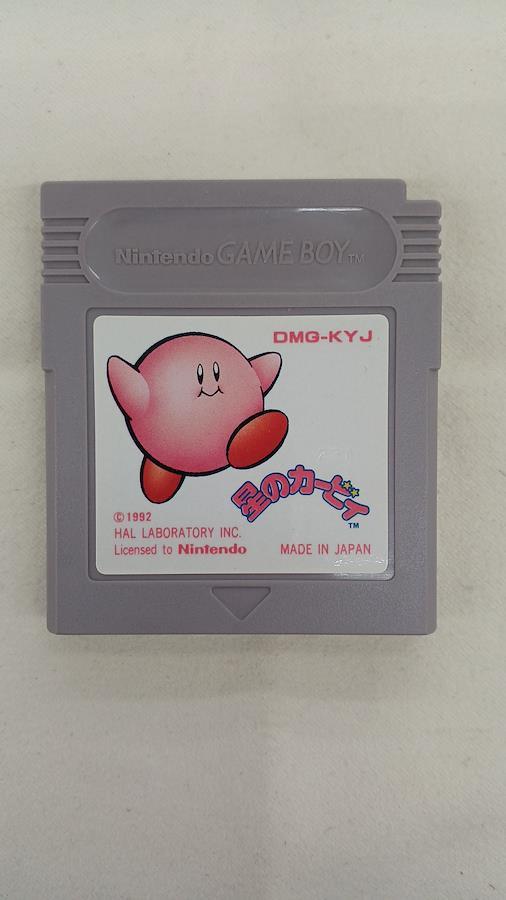 Nintendo GAME BOY TM
DMG-KYJ
星のカービィ
TM
© 1992
HAL LABORATORY INC.
Licensed to Nintendo MADE IN JAPAN